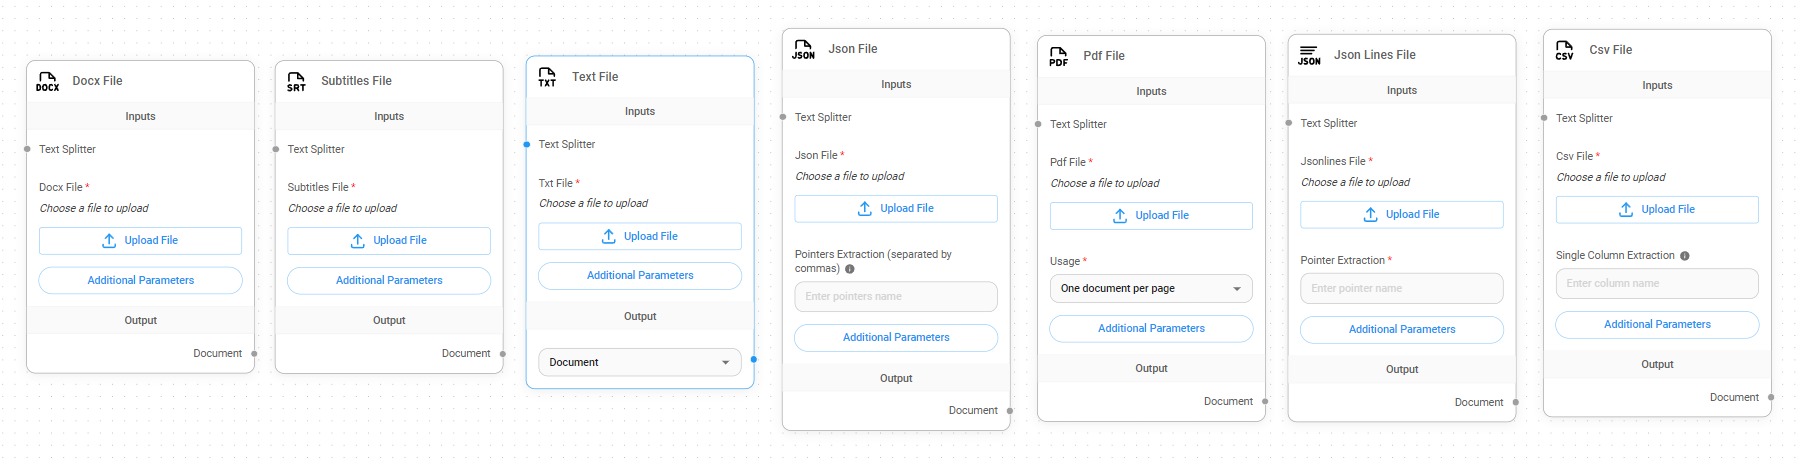 DOCX
Docx File
Inputs
Text Splitter
Docx File *
Choose a file to upload
Upload File
Additional Parameters
Output
Document
SRT
Subtitles File
Inputs
Text Splitter
Subtitles File *
Choose a file to upload
Upload File
Additional Parameters
Output
Document
TXT
Text File
Inputs
Text Splitter
Txt File *
Choose a file to upload
Upload File
Additional Parameters
Output
Document
JSON
Json File
Inputs
Text Splitter
Json File *
Choose a file to upload
Upload File
Pointers Extraction (separated by
commas)
Enter pointers name
Additional Parameters
Output
Document
PDF
Pdf File
Inputs
Text Splitter
Pdf File *
Choose a file to upload
Upload File
Usage *
One document per page
Additional Parameters
Output
Document
JSON
Json Lines File
Inputs
Text Splitter
Jsonlines File *
Choose a file to upload
Upload File
Pointer Extraction *
Enter pointer name
Additional Parameters
Output
Document
CSV
Csv File
Inputs
Text Splitter
Csv File *
Choose a file to upload
Upload File
Single Column Extraction
Enter column name
Additional Parameters
Output
Document